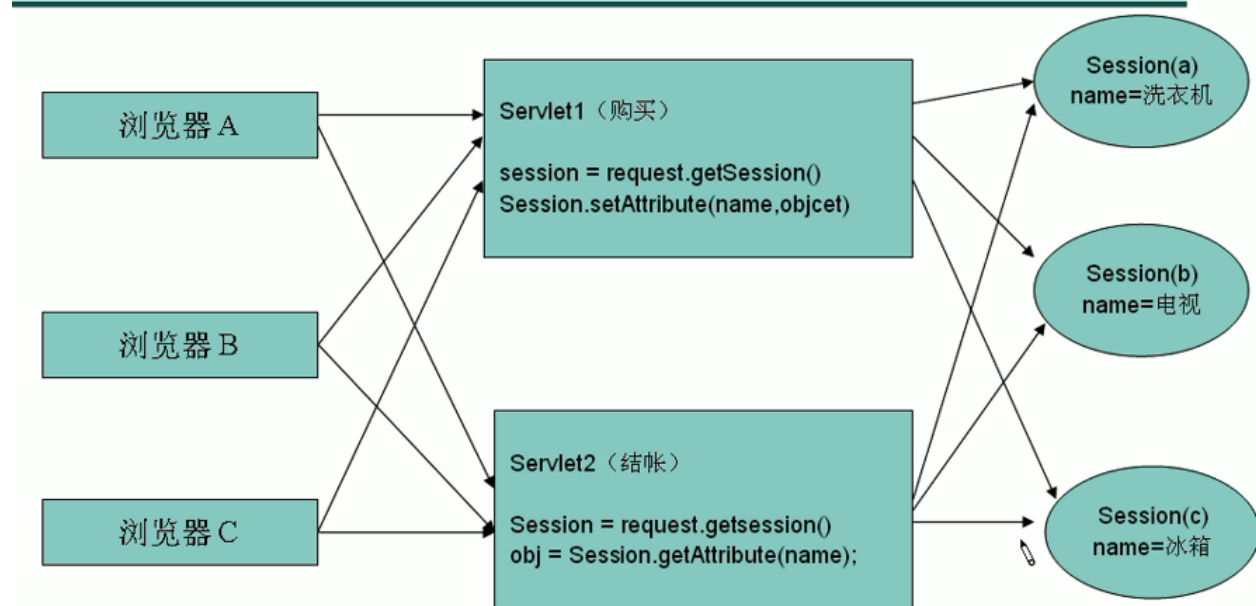 浏览器A
浏览器B
浏览器C
Servlet1（购买）
session = request.getSession()
Session.setAttribute(name,objcet)
Servlet2（结帐）
Session = request.getsession()
obj = Session.getAttribute(name);
Session(a)
name=洗衣机
Session(b)
name=电视
Session(c)
name=冰箱